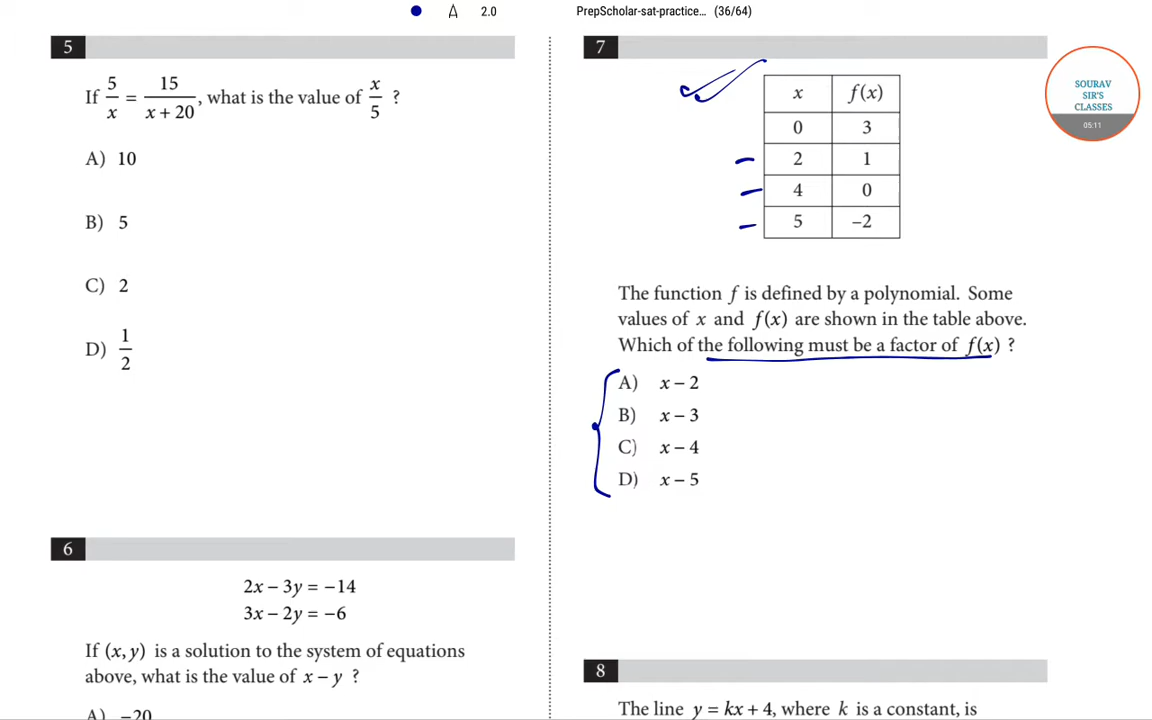 2.0
PrepScholar-sat-practice... (36/64)
5
If 5/x = 15/(x + 20), what is the value of x/5 ?
A) 10
B) 5
C) 2
D) 1/2
6
2x − 3y = −14
3x − 2y = −6
If (x, y) is a solution to the system of equations
above, what is the value of x − y ?
A) −20
7
x f(x)
0 3
2 1
4 0
5 −2
The function f is defined by a polynomial. Some
values of x and f(x) are shown in the table above.
Which of the following must be a factor of f(x) ?
A) x − 2
B) x − 3
C) x − 4
D) x − 5
8
The line y = kx + 4, where k is a constant, is
SOURAV
SIR'S
CLASSES
05:11